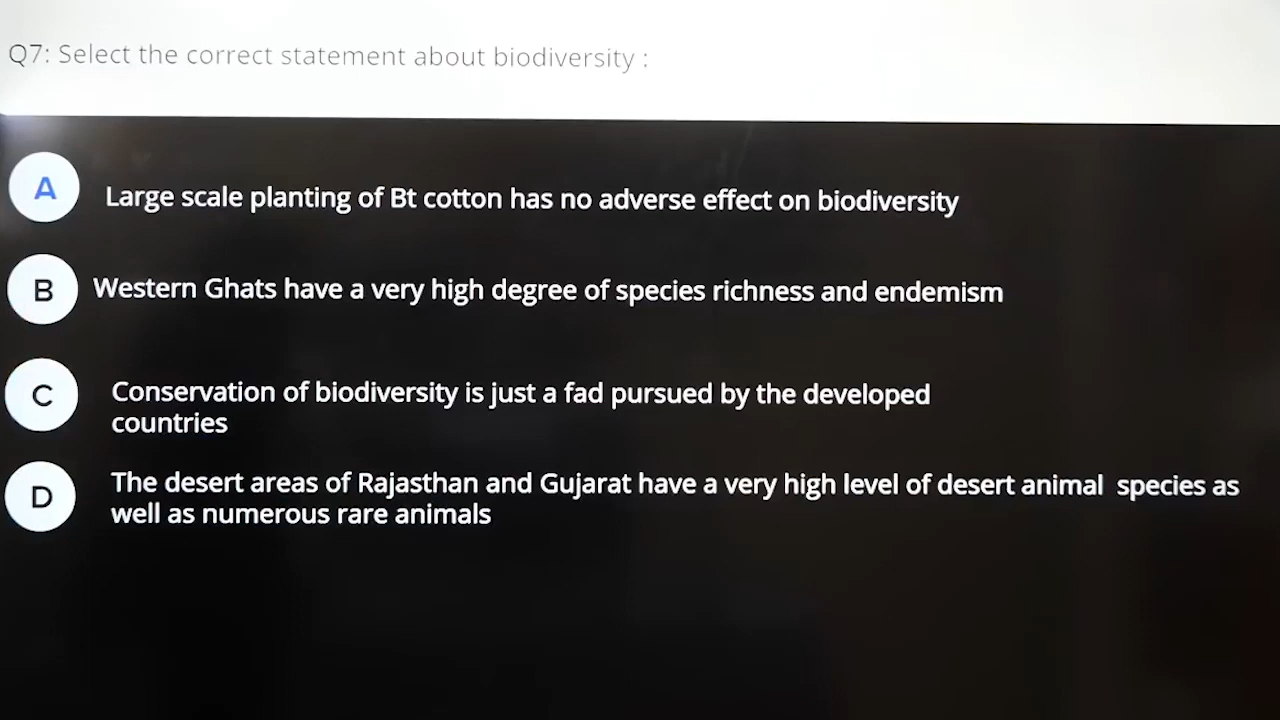 Q7: Select the correct statement about biodiversity :
A
Large scale planting of Bt cotton has no adverse effect on biodiversity
B
Western Ghats have a very high degree of species richness and endemism
C
Conservation of biodiversity is just a fad pursued by the developed
countries
D
The desert areas of Rajasthan and Gujarat have a very high level of desert animal species as
well as numerous rare animals